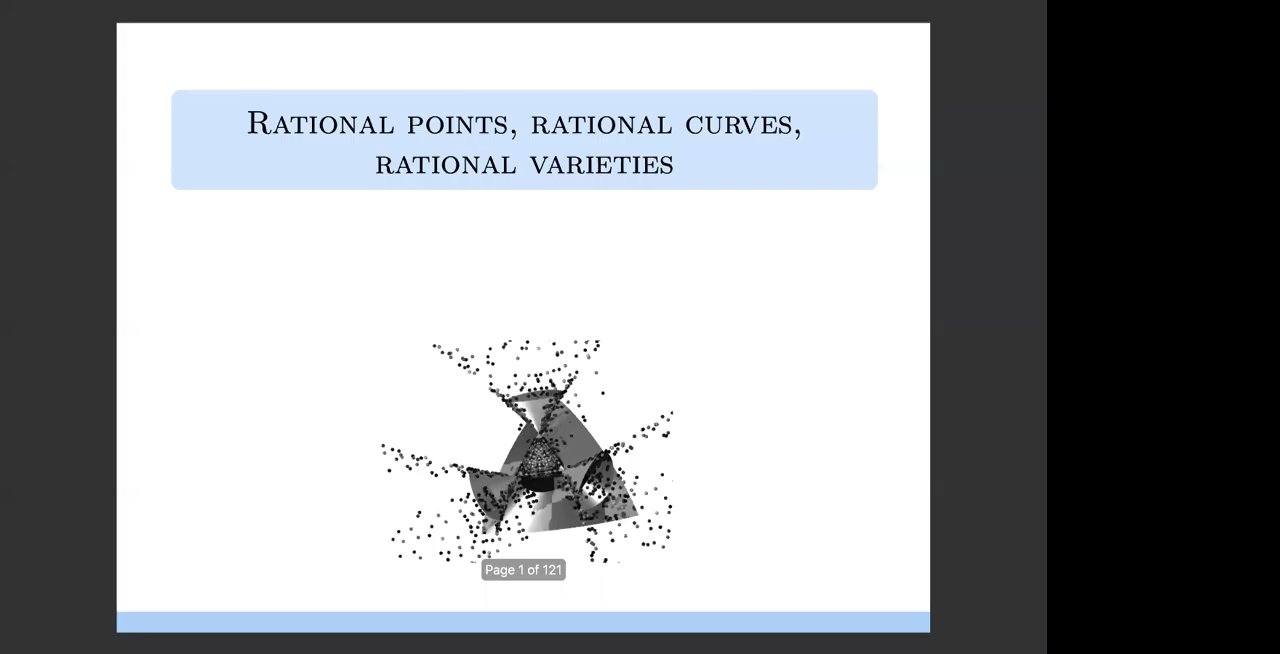 Rational points, rational curves,
rational varieties
Page 1 of 121